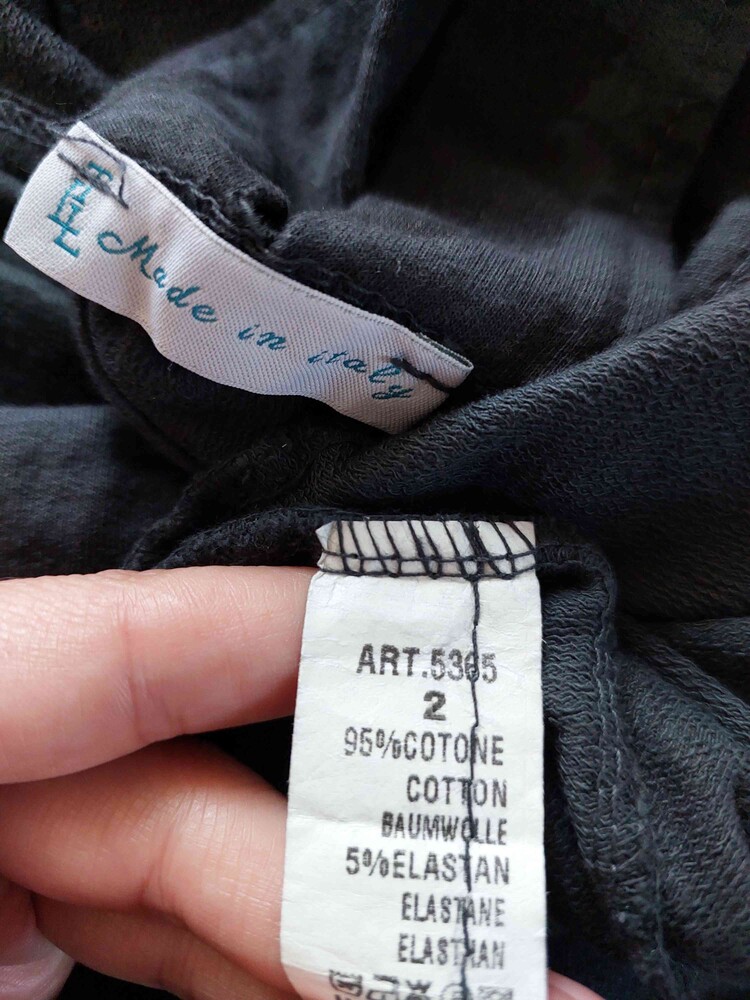 Made in italy
ART.5365
2
95%COTONE
COTTON
BAUMWOLLE
5%ELASTAN
ELASTANE
ELASTHAN